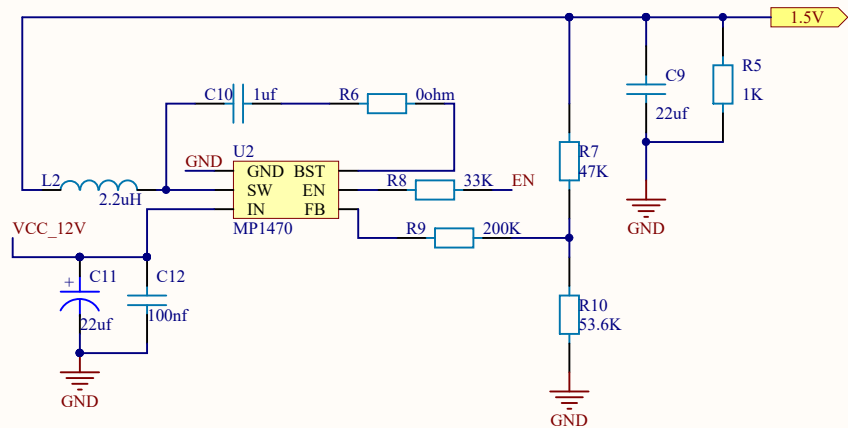 1.5V
C10 1uf R6 0ohm
C9
22uf
R5
1K
U2
GND
GND BST
SW EN
IN FB
MP1470
L2
2.2uH
R8 33K EN
R7
47K
R9 200K
GND
VCC_12V
C11
22uf
C12
100nf
R10
53.6K
GND
GND
+